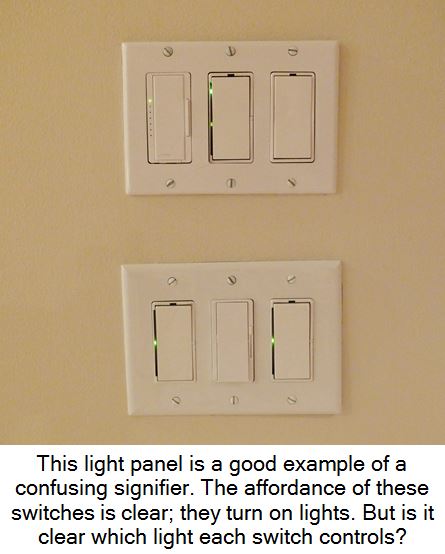 This light panel is a good example of a
confusing signifier. The affordance of these
switches is clear; they turn on lights. But is it
clear which light each switch controls?